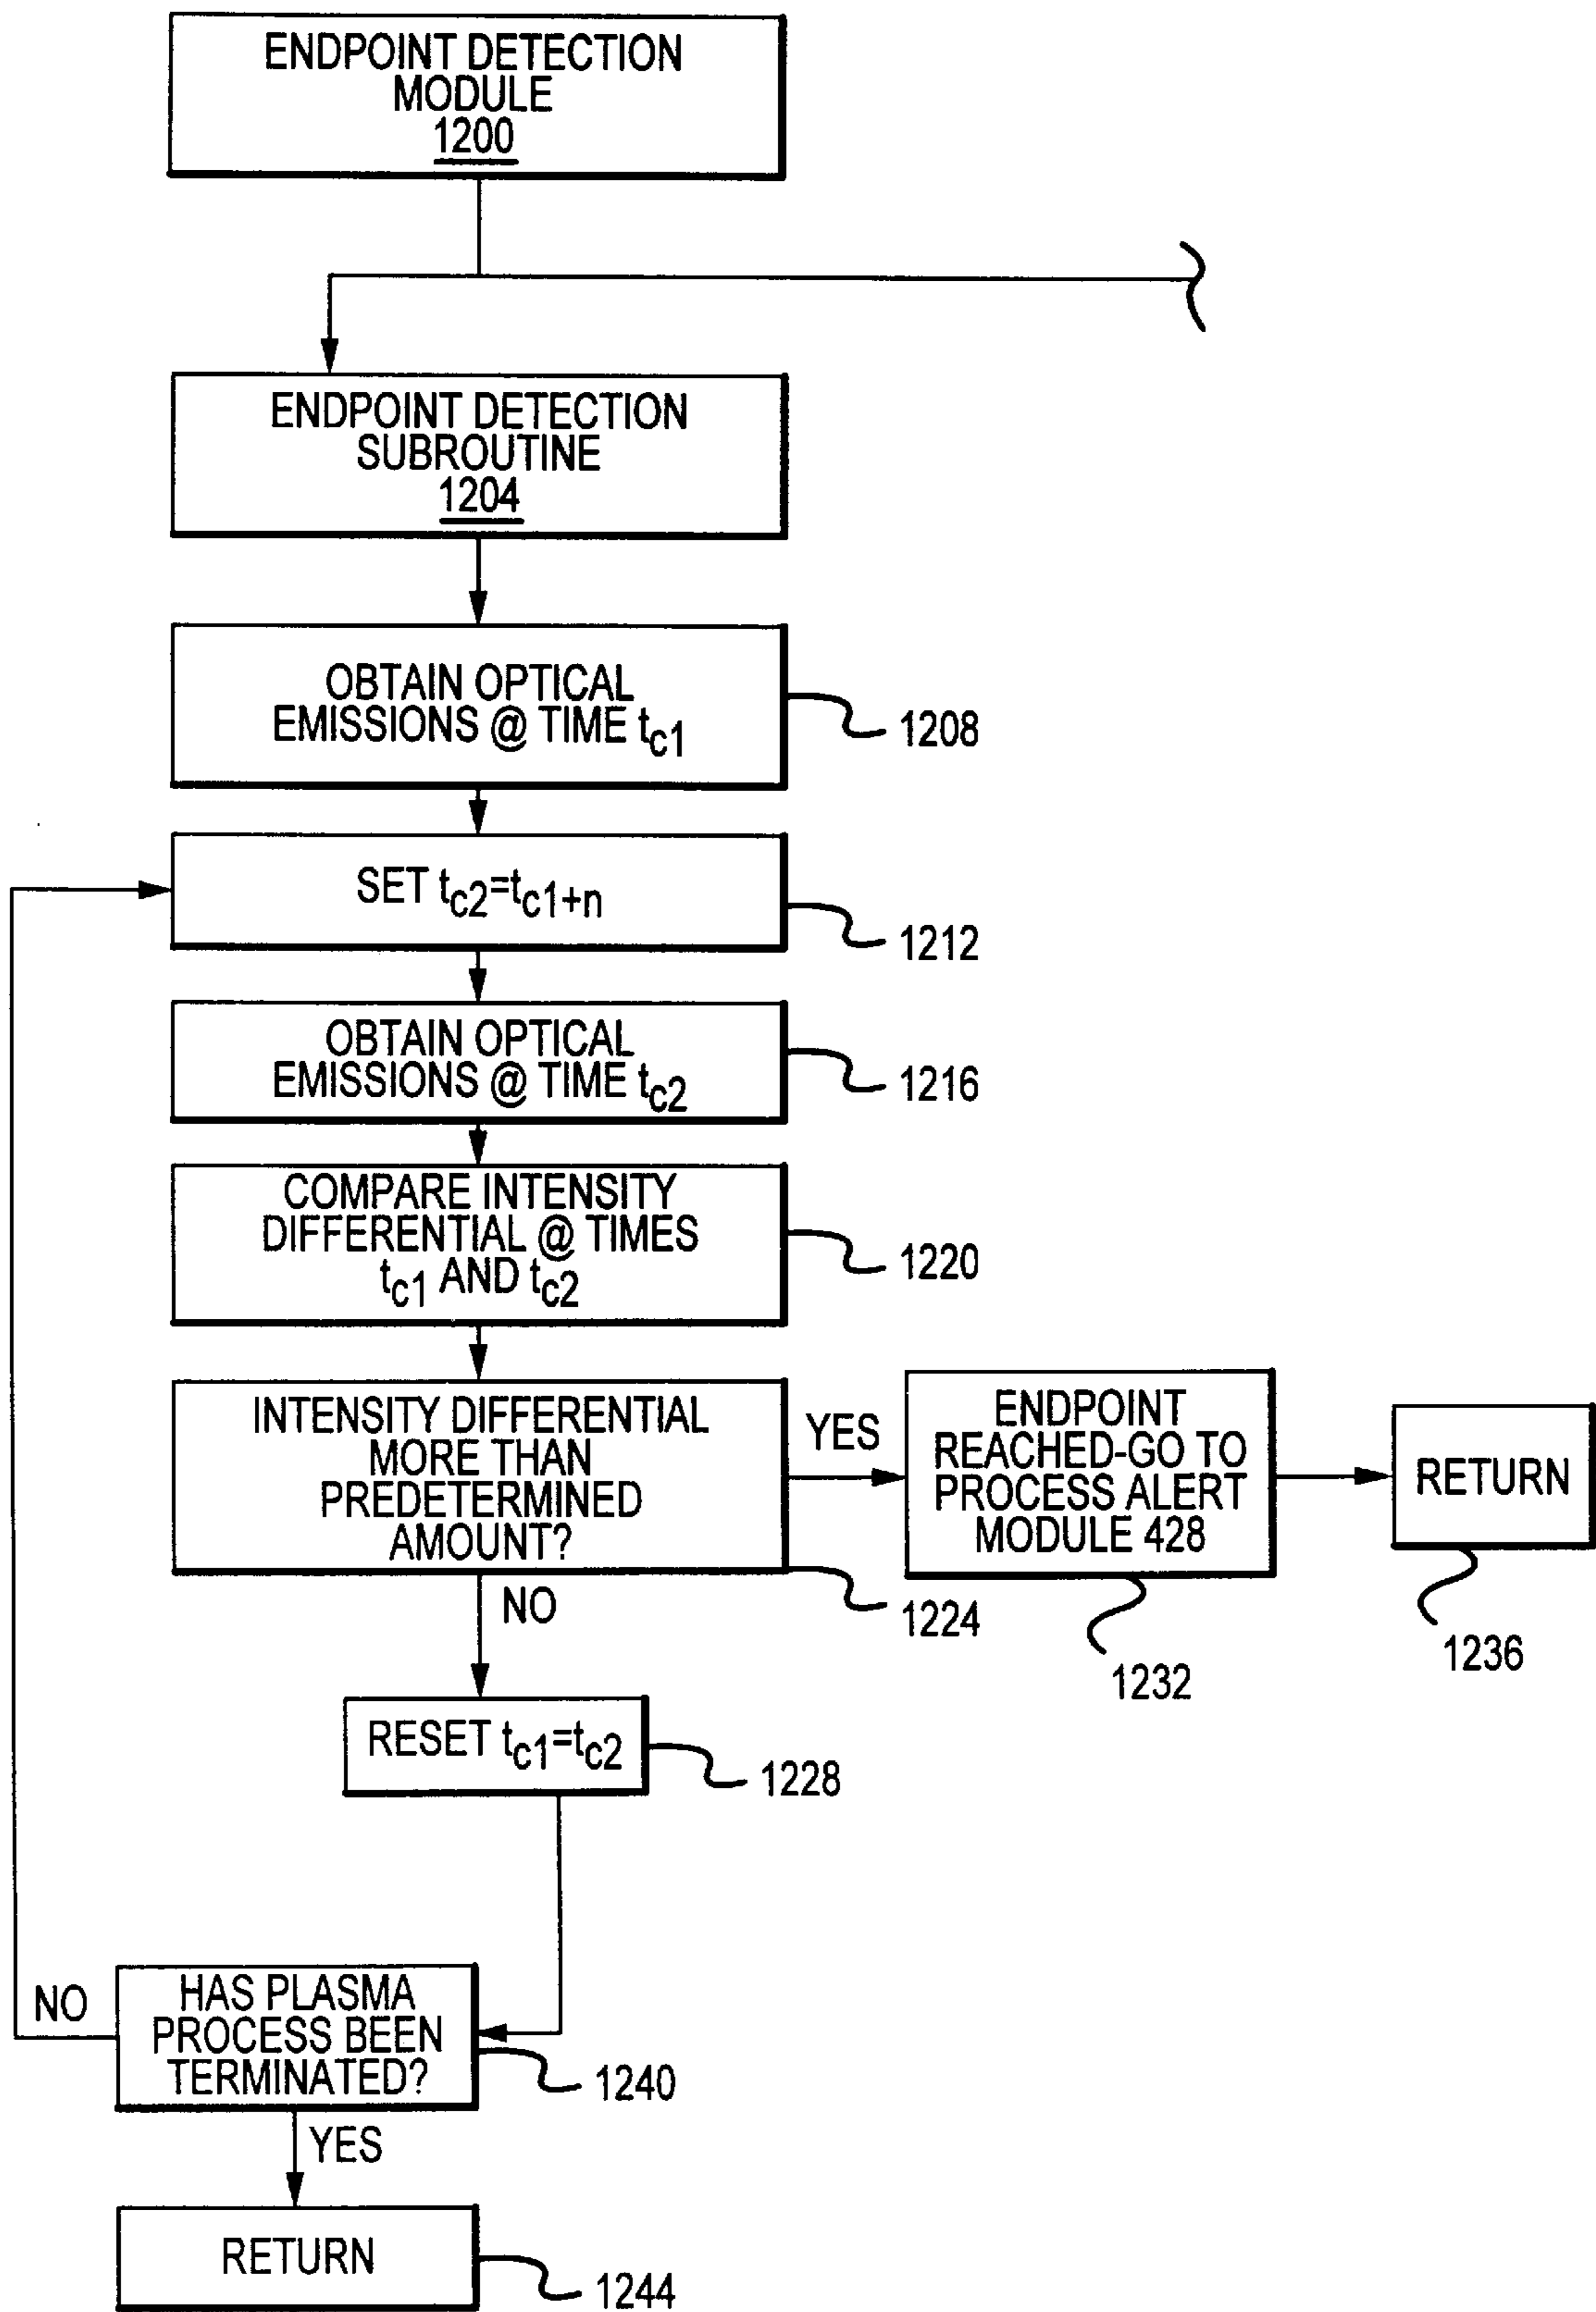 ENDPOINT DETECTION
MODULE
1200
ENDPOINT DETECTION
SUBROUTINE
1204
OBTAIN OPTICAL
EMISSIONS @ TIME tc1
1208
SET tc2=tc1+n
1212
OBTAIN OPTICAL
EMISSIONS @ TIME tc2
1216
COMPARE INTENSITY
DIFFERENTIAL @ TIMES
tc1 AND tc2
1220
INTENSITY DIFFERENTIAL
MORE THAN
PREDETERMINED
AMOUNT?
1224
YES
ENDPOINT
REACHED-GO TO
PROCESS ALERT
MODULE 428
1232
RETURN
1236
NO
RESET tc1=tc2
1228
HAS PLASMA
PROCESS BEEN
TERMINATED?
1240
NO
YES
RETURN
1244